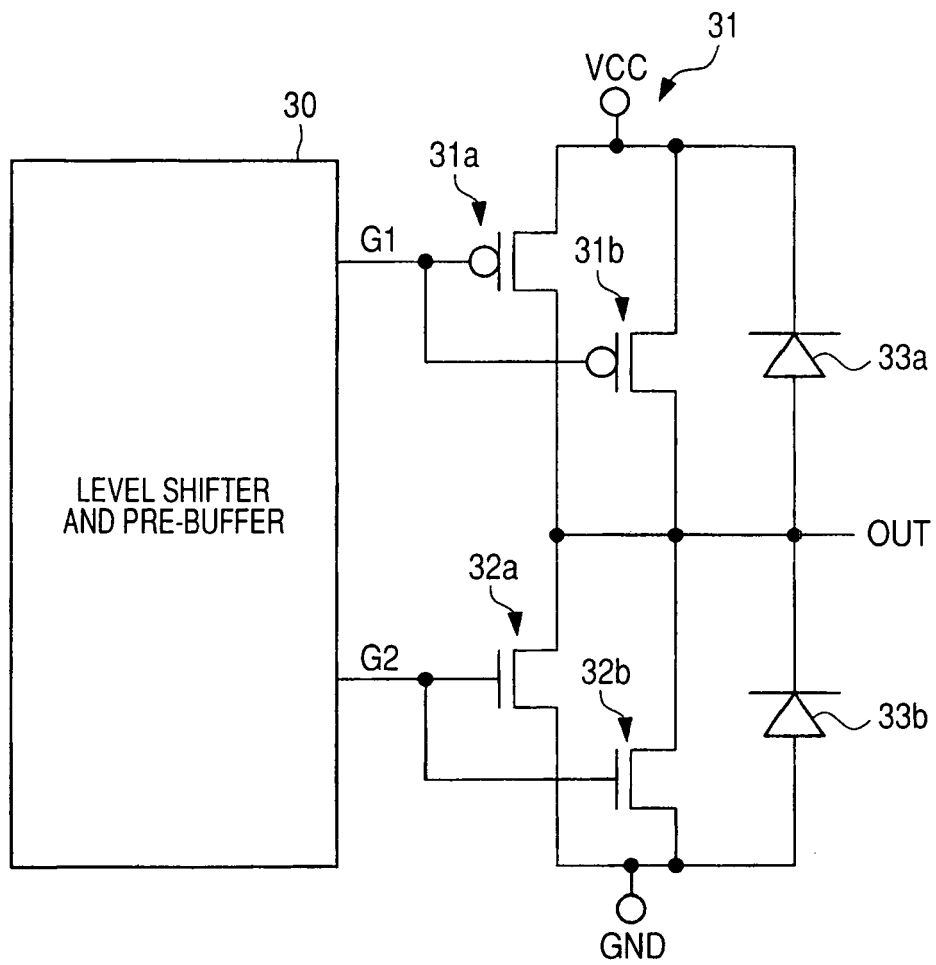 31
VCC
30
31a
G1
31b
33a
LEVEL SHIFTER
AND PRE-BUFFER
OUT
32a
G2
32b
33b
GND